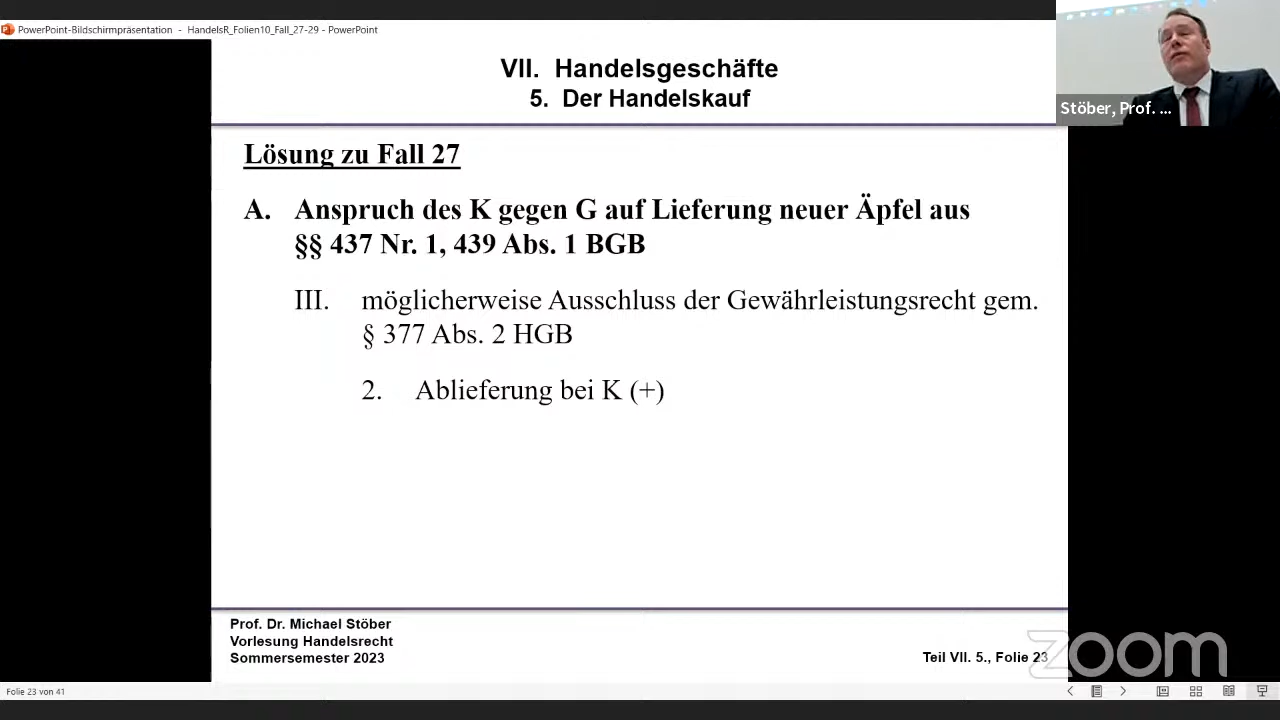 PowerPoint-Bildschirmpräsentation - HandelsR_Folien10_Fall_27-29 - PowerPoint
Stöber, Prof. ...
VII. Handelsgeschäfte
5. Der Handelskauf
Lösung zu Fall 27
A. Anspruch des K gegen G auf Lieferung neuer Äpfel aus
§§ 437 Nr. 1, 439 Abs. 1 BGB
III. möglicherweise Ausschluss der Gewährleistungsrecht gem.
§ 377 Abs. 2 HGB
2. Ablieferung bei K (+)
Prof. Dr. Michael Stöber
Vorlesung Handelsrecht
Sommersemester 2023
Teil VII. 5., Folie 23
zoom
Folie 23 von 41